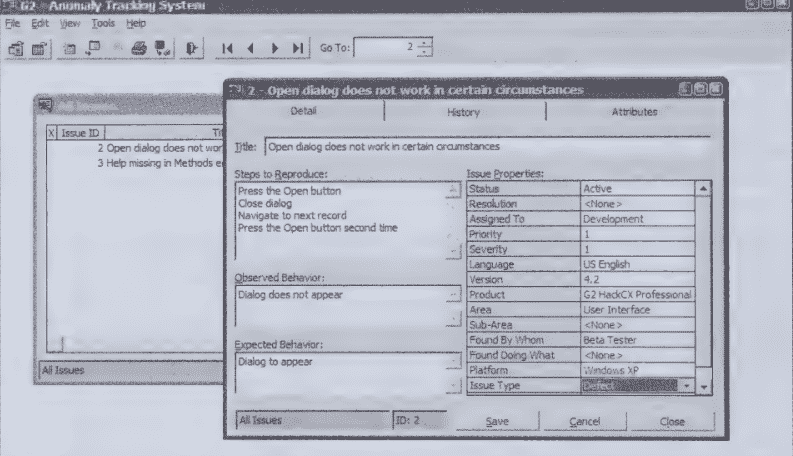 G2 - Anomaly Tracking System
File Edit View Tools Help
Go To: 2
X Issue ID
2 Open dialog does not wor
3 Help missing in Methods e
All Issues
2 - Open dialog does not work in certain circumstances
Detail History Attributes
Title: Open dialog does not work in certain circumstances
Steps to Reproduce:
Press the Open button
Close dialog
Navigate to next record
Press the Open button second time
Observed Behavior:
Dialog does not appear
Expected Behavior:
Dialog to appear
Issue Properties:
Status Active
Resolution <None>
Assigned To Development
Priority 1
Severity 1
Language US English
Version 4.2
Product G2 HackCX Professional
Area User Interface
Sub-Area <None>
Found By Whom Beta Tester
Found Doing What <None>
Platform Windows XP
Issue Type Defect
All Issues ID: 2 Save Cancel Close